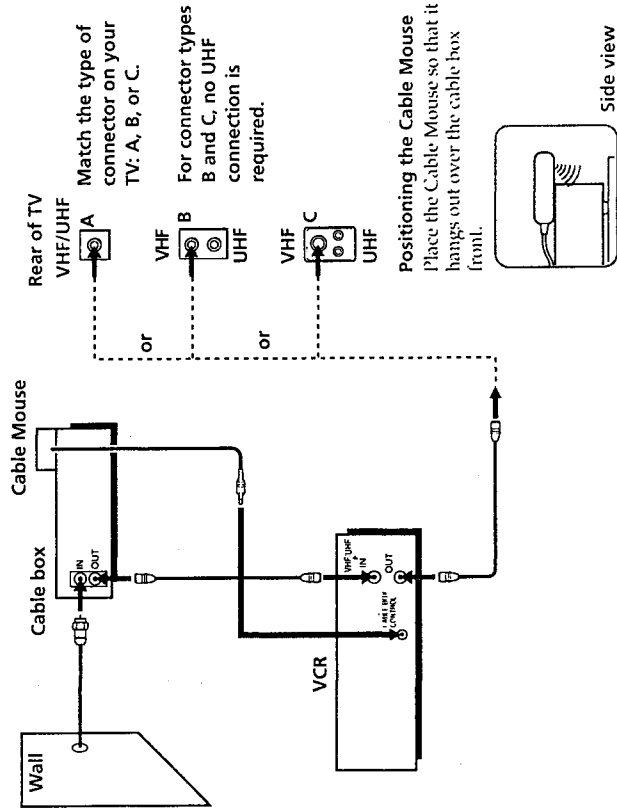 Wall
Cable box
Cable Mouse
IN
OUT
VCR
VHF/UHF
IN
OUT
CONTROL
Rear of TV
VHF/UHF
A
Match the type of
connector on your
TV: A, B, or C.
or
VHF
B
UHF
For connector types
B and C, no UHF
connection is
required.
or
VHF
C
UHF
Positioning the Cable Mouse
Place the Cable Mouse so that it
hangs out over the cable box
front.
Side view